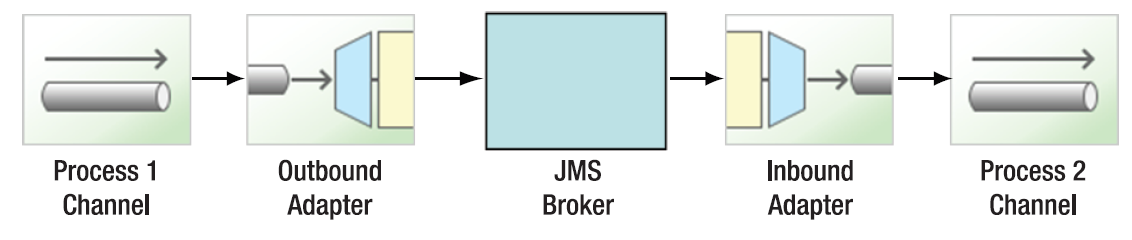 Process 1
Channel
Outbound
Adapter
JMS
Broker
Inbound
Adapter
Process 2
Channel